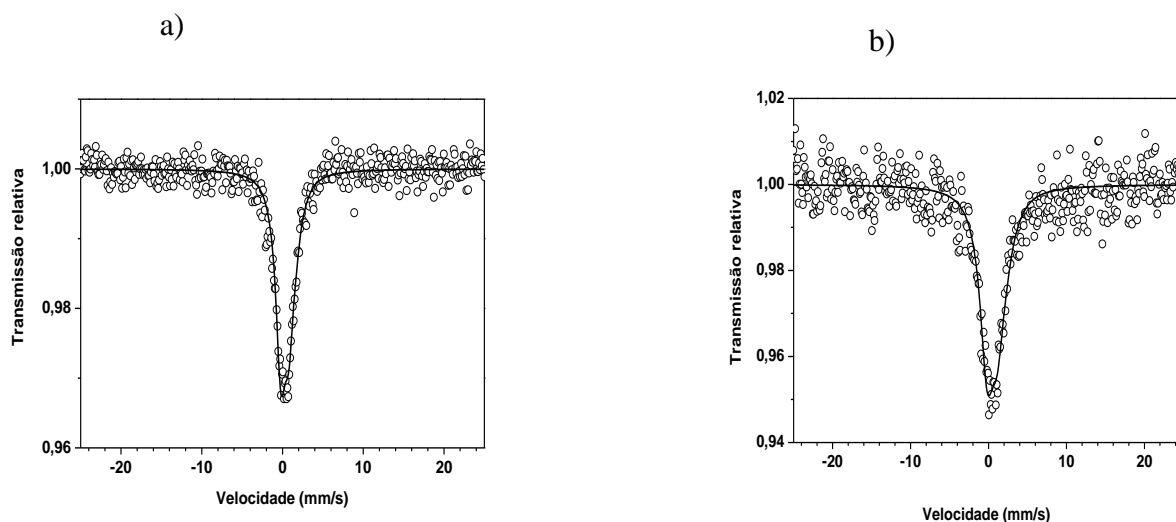 a)
b)
1,00
0,98
0,96
-20 -10 0 10 20
Transmissão relativa
Velocidade (mm/s)
1,02
1,00
0,98
0,96
0,94
-20 -10 0 10 20
Transmissão relativa
Velocidade (mm/s)